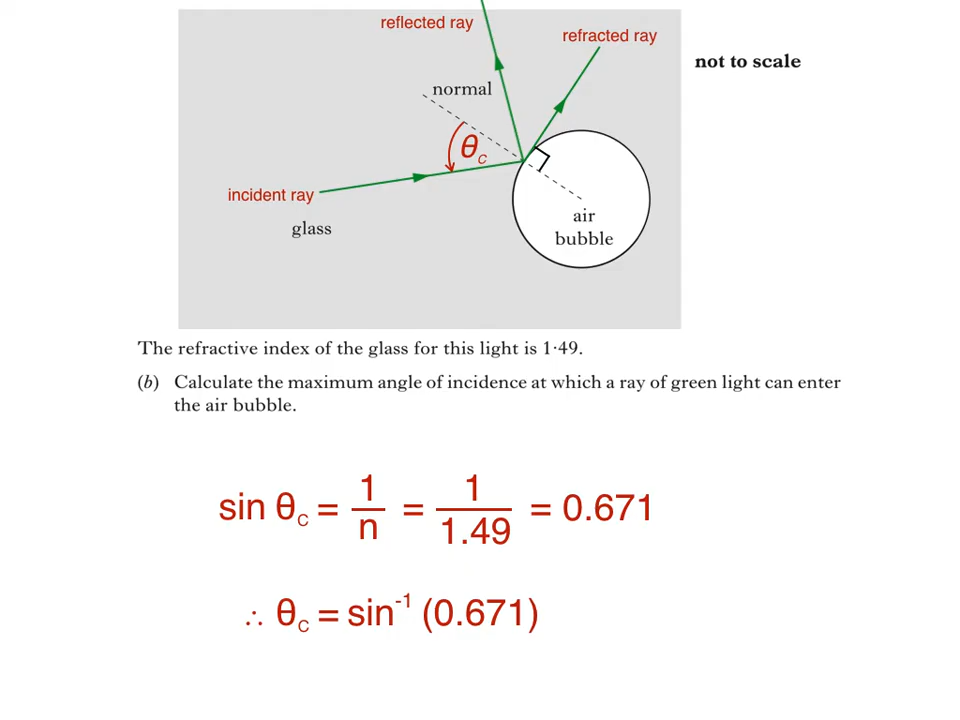 reflected ray
refracted ray
not to scale
normal
θc
incident ray
glass
air
bubble
The refractive index of the glass for this light is 1·49.
(b) Calculate the maximum angle of incidence at which a ray of green light can enter
the air bubble.
sin θc = 1/n = 1/1.49 = 0.671
∴ θc = sin⁻¹ (0.671)